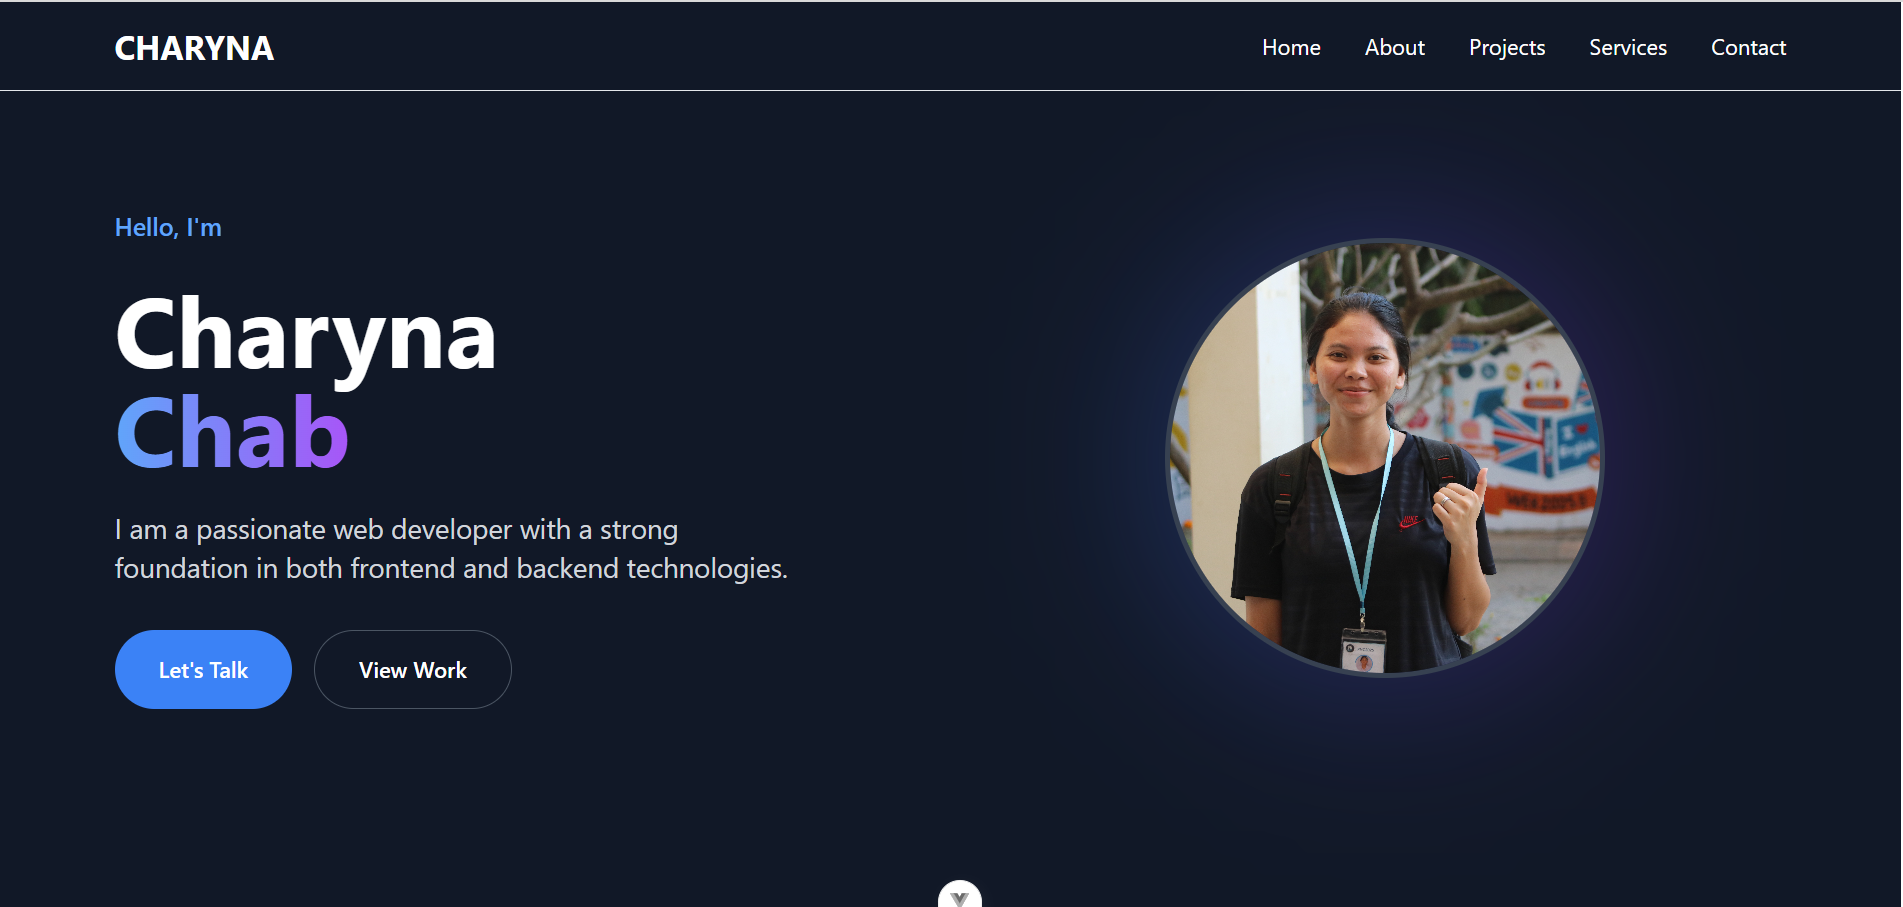 CHARYNA
Home About Projects Services Contact
Hello, I'm
Charyna
Chab
I am a passionate web developer with a strong
foundation in both frontend and backend technologies.
Let's Talk
View Work
NIKE